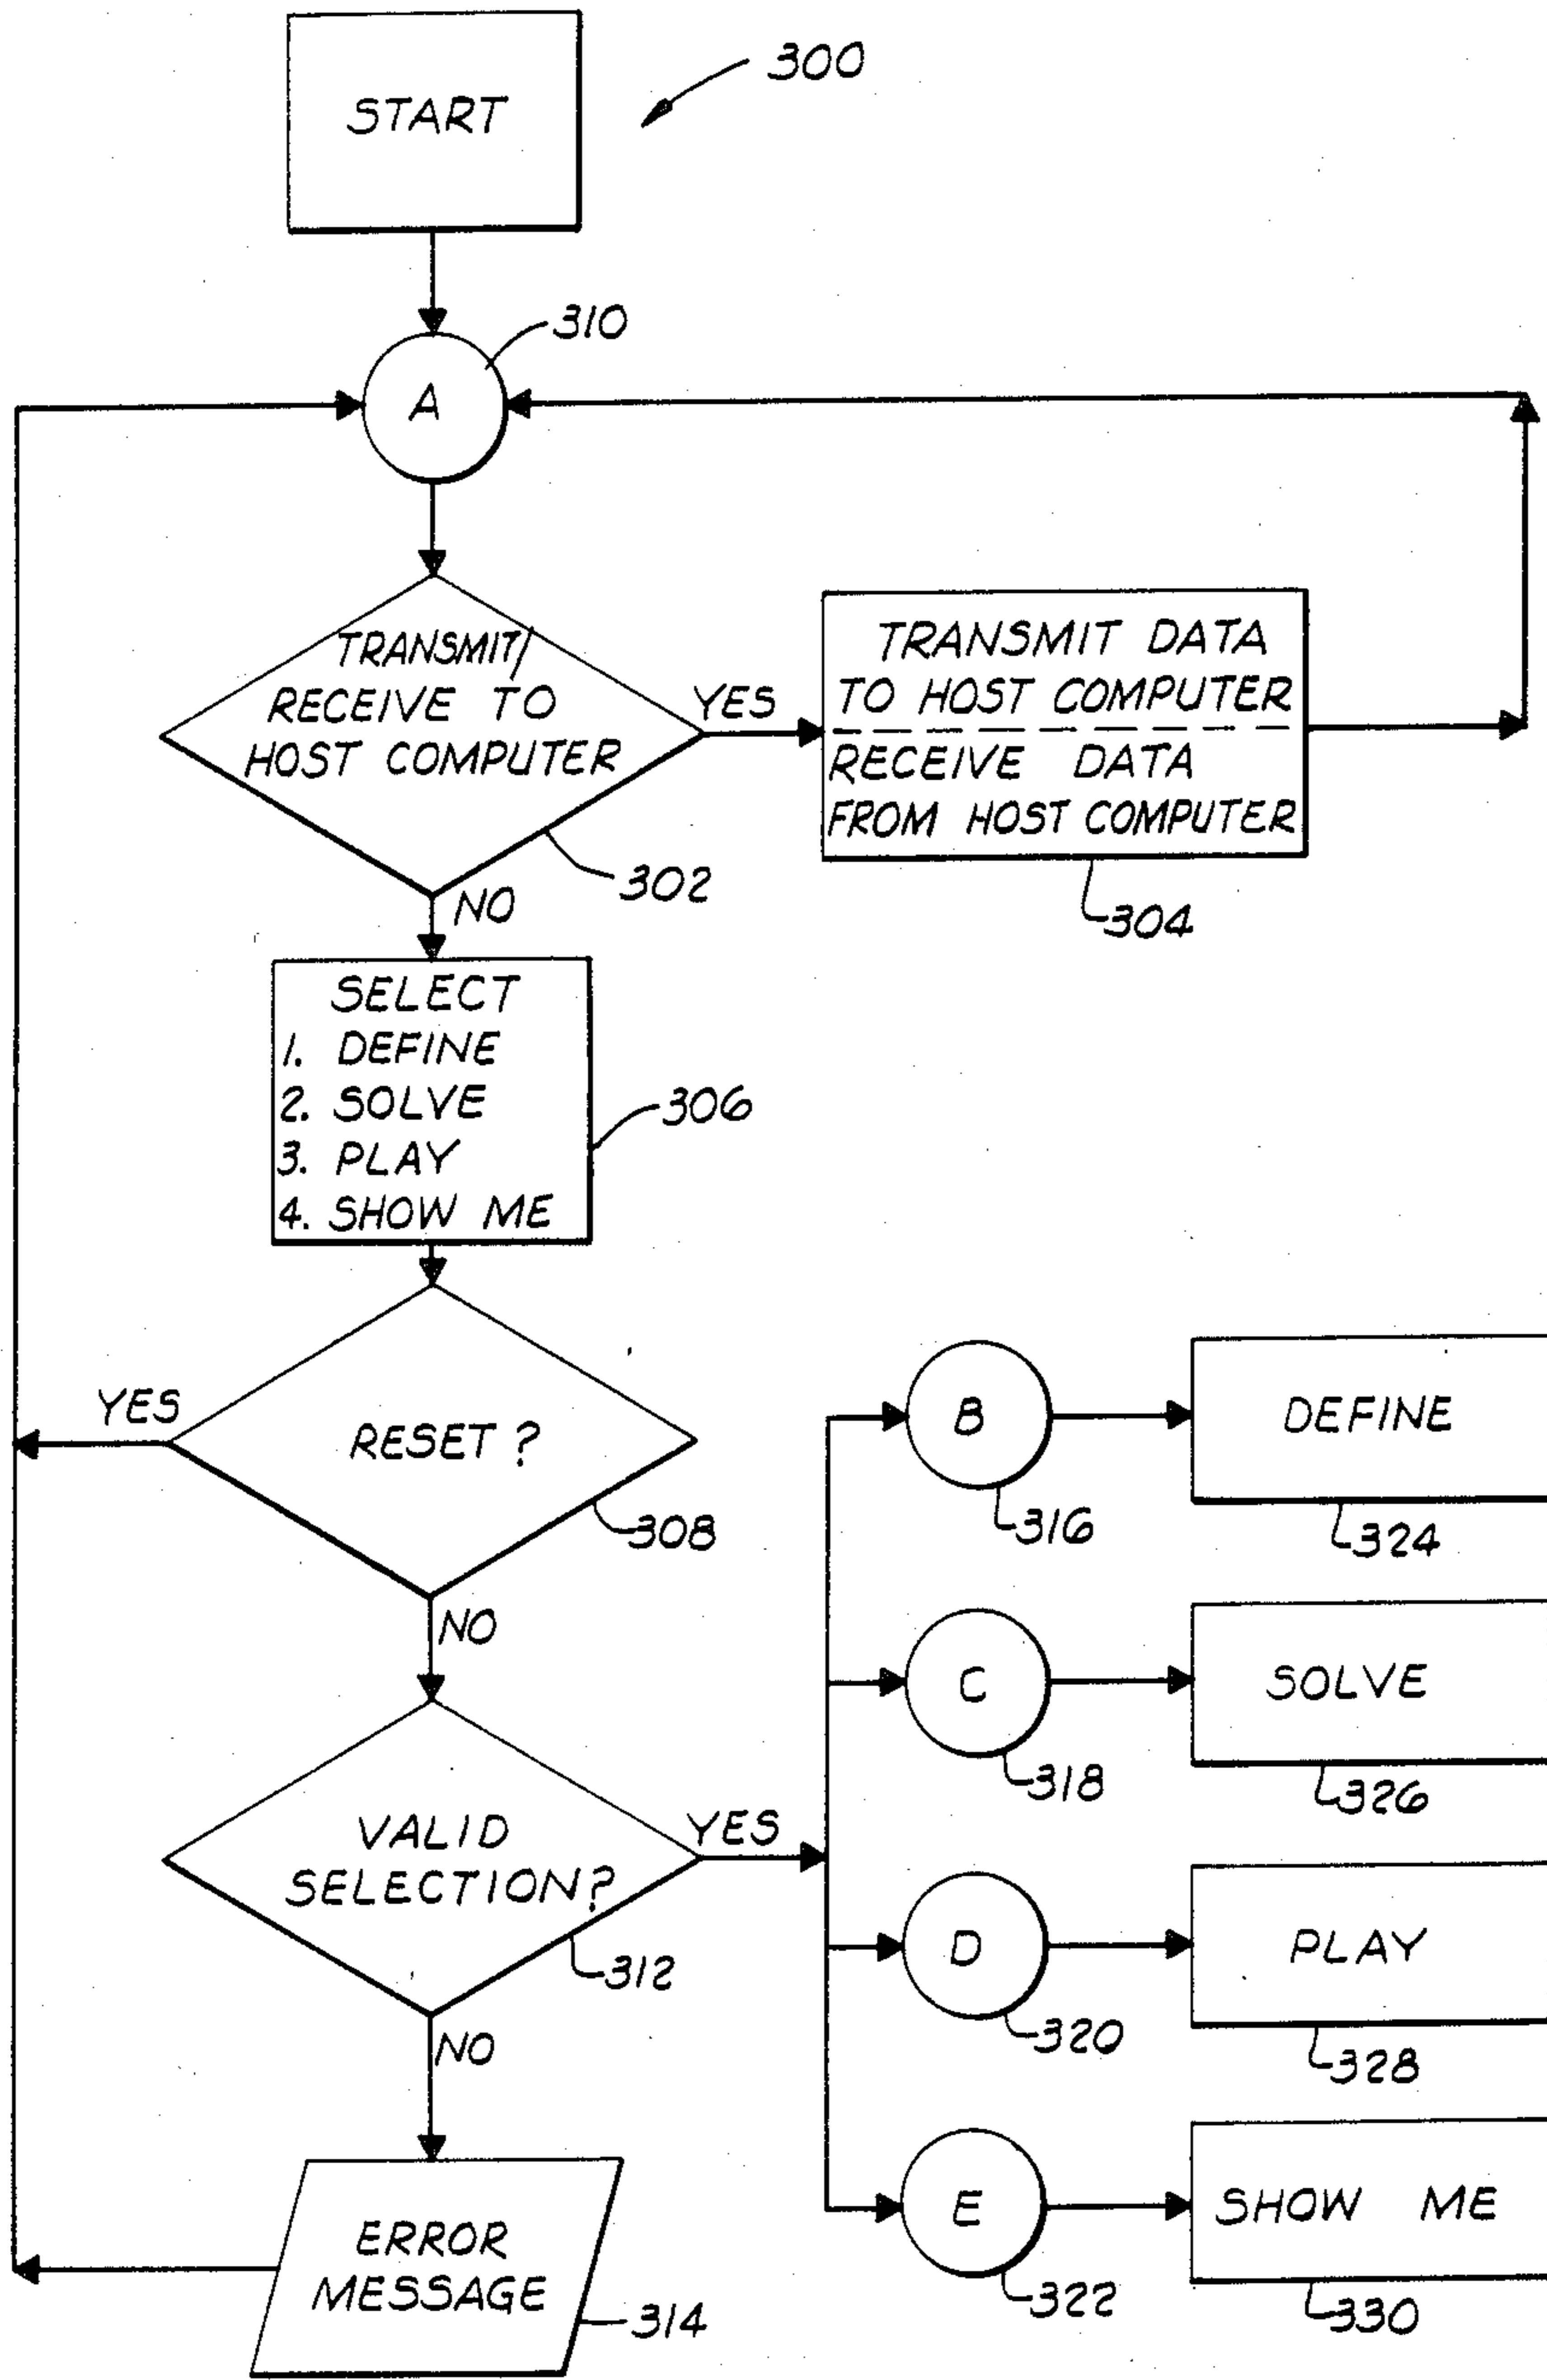 START
300
310
A
TRANSMIT/
RECEIVE TO
HOST COMPUTER
YES
TRANSMIT DATA
TO HOST COMPUTER
RECEIVE DATA
FROM HOST COMPUTER
302
304
NO
SELECT
1. DEFINE
2. SOLVE
3. PLAY
4. SHOW ME
306
YES
RESET ?
308
NO
B
316
DEFINE
324
C
318
SOLVE
326
VALID
SELECTION?
YES
312
D
320
PLAY
328
NO
E
322
SHOW ME
330
ERROR
MESSAGE
314